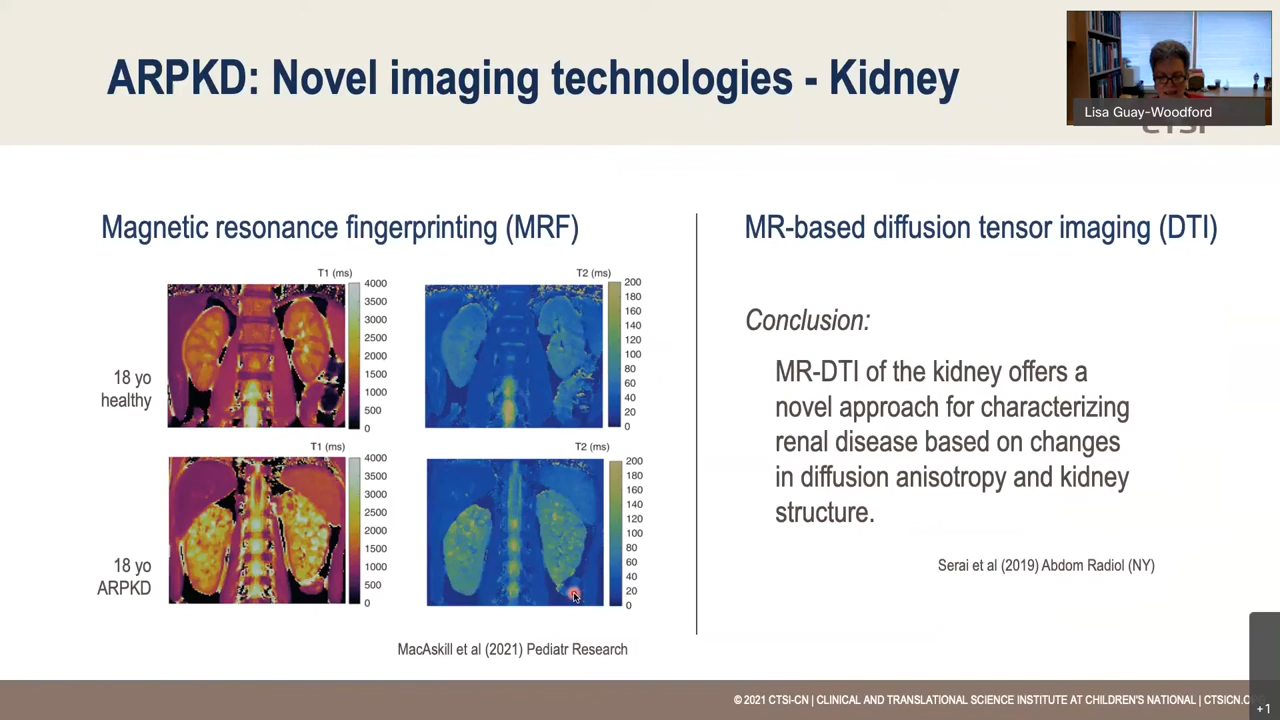 ARPKD: Novel imaging technologies - Kidney
Lisa Guay-Woodford
CTSI
Magnetic resonance fingerprinting (MRF)
T1 (ms)
4000
3500
3000
2500
2000
1500
1000
500
0
T2 (ms)
200
180
160
140
120
100
80
60
40
20
0
18 yo
healthy
T1 (ms)
4000
3500
3000
2500
2000
1500
1000
500
0
T2 (ms)
200
180
160
140
120
100
80
60
40
20
0
18 yo
ARPKD
MacAskill et al (2021) Pediatr Research
MR-based diffusion tensor imaging (DTI)
Conclusion:
MR-DTI of the kidney offers a
novel approach for characterizing
renal disease based on changes
in diffusion anisotropy and kidney
structure.
Serai et al (2019) Abdom Radiol (NY)
© 2021 CTSI-CN | CLINICAL AND TRANSLATIONAL SCIENCE INSTITUTE AT CHILDREN'S NATIONAL | CTSICN.O
+1